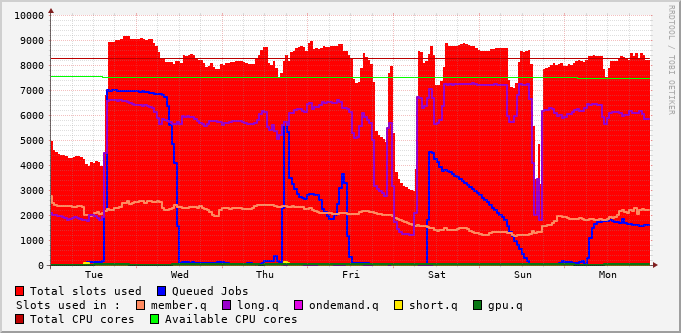 RRDTOOL / TOBI OETIKER
10000
9000
8000
7000
6000
5000
4000
3000
2000
1000
0
Tue Wed Thu Fri Sat Sun Mon
Total slots used Queued Jobs
Slots used in : member.q long.q ondemand.q short.q gpu.q
Total CPU cores Available CPU cores